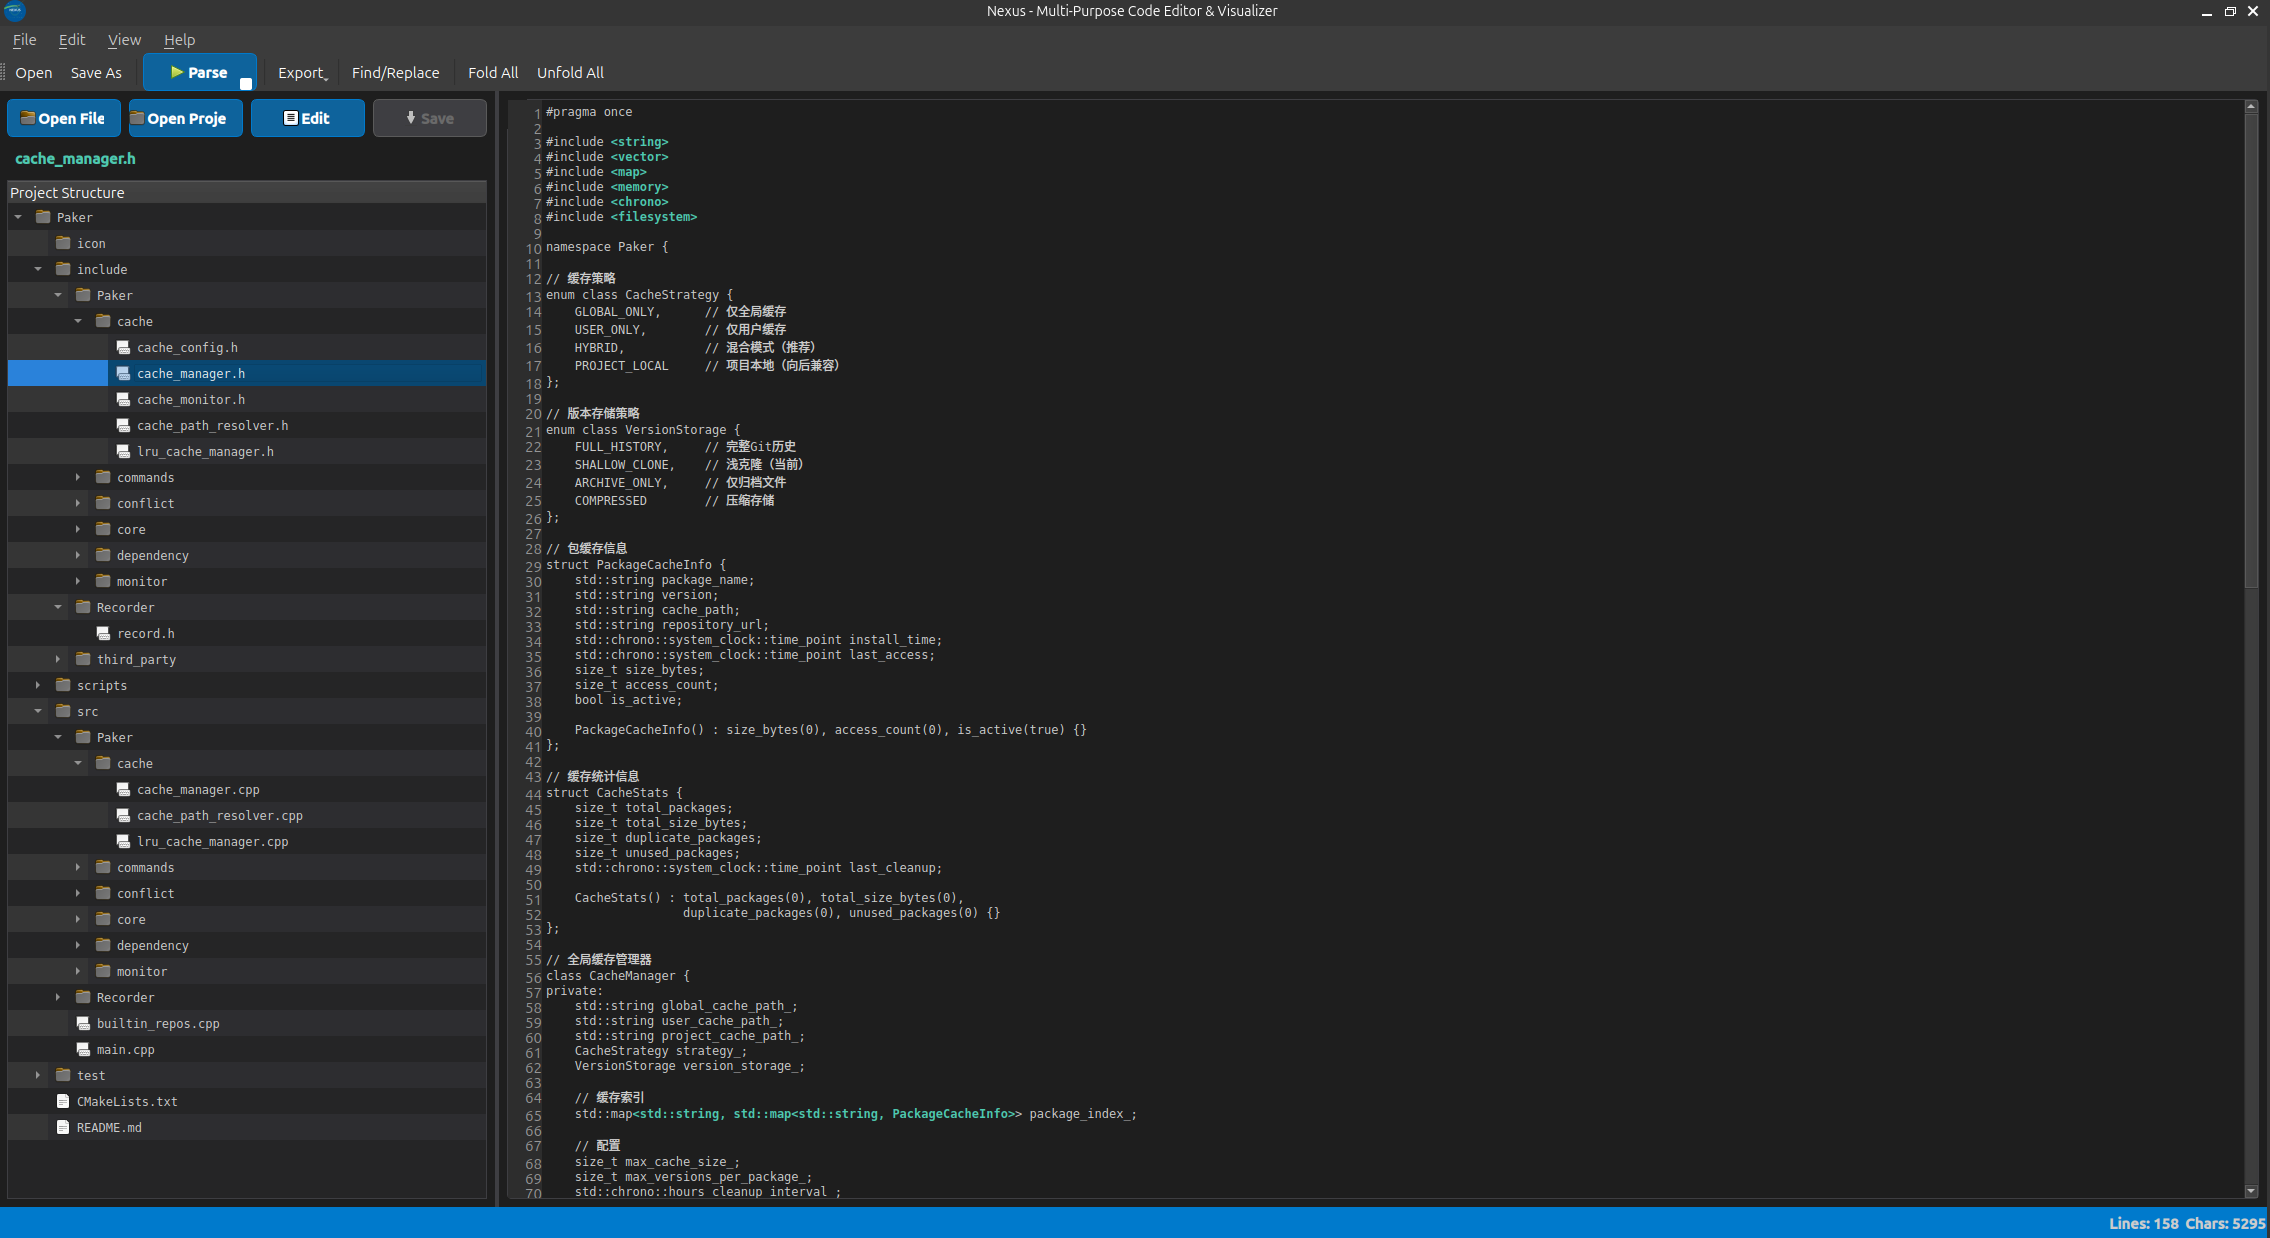 Nexus - Multi-Purpose Code Editor & Visualizer
File Edit View Help
Open Save As Parse Export Find/Replace Fold All Unfold All
Open File Open Proje Edit Save
cache_manager.h
Project Structure
Paker
icon
include
Paker
cache
cache_config.h
cache_manager.h
cache_monitor.h
cache_path_resolver.h
lru_cache_manager.h
commands
conflict
core
dependency
monitor
Recorder
record.h
third_party
scripts
src
Paker
cache
cache_manager.cpp
cache_path_resolver.cpp
lru_cache_manager.cpp
commands
conflict
core
dependency
monitor
Recorder
builtin_repos.cpp
main.cpp
test
CMakeLists.txt
README.md
1 #pragma once
2
3 #include <string>
4 #include <vector>
5 #include <map>
6 #include <memory>
7 #include <chrono>
8 #include <filesystem>
9
10 namespace Paker {
11
12 // 缓存策略
13 enum class CacheStrategy {
14     GLOBAL_ONLY,      // 仅全局缓存
15     USER_ONLY,        // 仅用户缓存
16     HYBRID,           // 混合模式（推荐）
17     PROJECT_LOCAL     // 项目本地（向后兼容）
18 };
19
20 // 版本存储策略
21 enum class VersionStorage {
22     FULL_HISTORY,     // 完整Git历史
23     SHALLOW_CLONE,    // 浅克隆（当前）
24     ARCHIVE_ONLY,     // 仅归档文件
25     COMPRESSED        // 压缩存储
26 };
27
28 // 包缓存信息
29 struct PackageCacheInfo {
30     std::string package_name;
31     std::string version;
32     std::string cache_path;
33     std::string repository_url;
34     std::chrono::system_clock::time_point install_time;
35     std::chrono::system_clock::time_point last_access;
36     size_t size_bytes;
37     size_t access_count;
38     bool is_active;
39
40     PackageCacheInfo() : size_bytes(0), access_count(0), is_active(true) {}
41 };
42
43 // 缓存统计信息
44 struct CacheStats {
45     size_t total_packages;
46     size_t total_size_bytes;
47     size_t duplicate_packages;
48     size_t unused_packages;
49     std::chrono::system_clock::time_point last_cleanup;
50
51     CacheStats() : total_packages(0), total_size_bytes(0),
52                    duplicate_packages(0), unused_packages(0) {}
53 };
54
55 // 全局缓存管理器
56 class CacheManager {
57 private:
58     std::string global_cache_path_;
59     std::string user_cache_path_;
60     std::string project_cache_path_;
61     CacheStrategy strategy_;
62     VersionStorage version_storage_;
63
64     // 缓存索引
65     std::map<std::string, std::map<std::string, PackageCacheInfo>> package_index_;
66
67     // 配置
68     size_t max_cache_size_;
69     size_t max_versions_per_package_;
70     std::chrono::hours cleanup_interval_;
Lines: 158 Chars: 5295